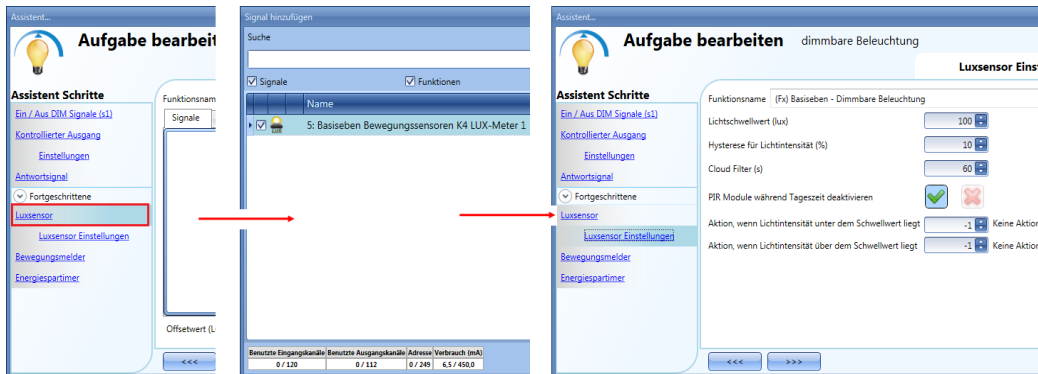 Assistent...
Aufgabe bearbeit
Assistent Schritte
Ein / Aus DIM Signale (s1)
Kontrollierter Ausgang
Einstellungen
Antwortsignal
Fortgeschrittene
Luxsensor
Luxsensor Einstellungen
Bewegungsmelder
Energiespartimer
Funktionsnam
Signale
Offsetwert (L
<<<
Signal hinzufügen
Suche
Signale
Funktionen
Name
5: Basiseben Bewegungssensoren K4 LUX-Meter 1
Benutzte Eingangskanäle Benutzte Ausgangskanäle Adresse Verbrauch (mA)
0 / 120 0 / 112 0 / 249 6,5 / 450,0
Assistent...
Aufgabe bearbeiten dimmbare Beleuchtung
Luxsensor Eins
Assistent Schritte
Ein / Aus DIM Signale (s1)
Kontrollierter Ausgang
Einstellungen
Antwortsignal
Fortgeschrittene
Luxsensor
Luxsensor Einstellungen
Bewegungsmelder
Energiespartimer
Funktionsname (Fx) Basiseben - Dimmbare Beleuchtung
Lichtschwellwert (lux) 100
Hysterese für Lichtintensität (%) 10
Cloud Filter (s) 60
PIR Module während Tageszeit deaktivieren
Aktion, wenn Lichtintensität unter dem Schwellwert liegt -1 Keine Aktion
Aktion, wenn Lichtintensität über dem Schwellwert liegt -1 Keine Aktion
<<< >>>